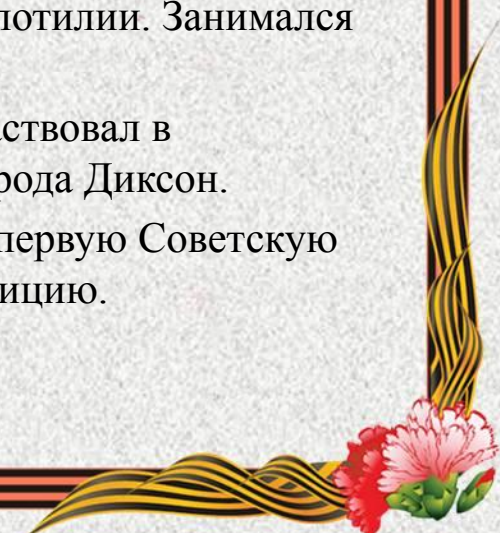 лотилии. Занимался
ствовал в
рода Диксон.
первую Советскую
ицию.